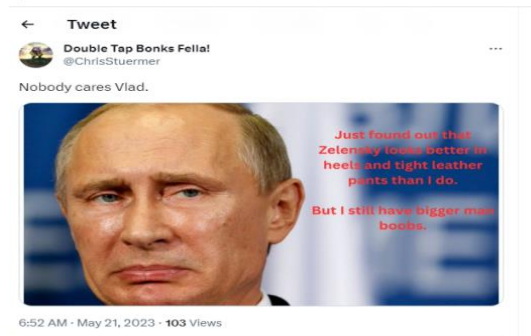 Tweet
Double Tap Bonks Fella!
@ChrisStuermer
Nobody cares Vlad.
Just found out that
Zelensky looks better in
heels and tight leather
pants than I do.
But I still have bigger man
boobs.
6:52 AM · May 21, 2023 · 103 Views